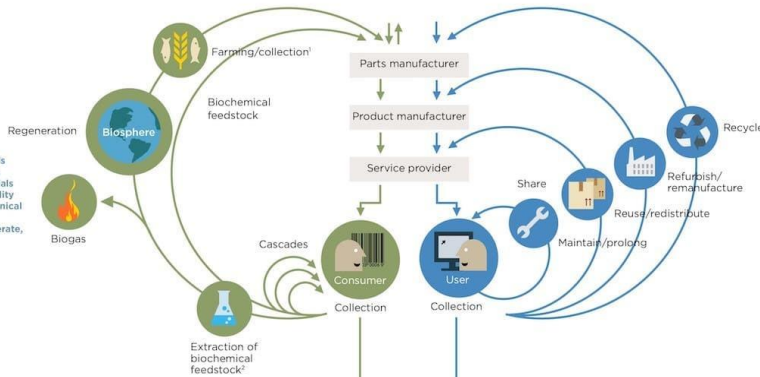 Farming/collection¹
Parts manufacturer
Biochemical
feedstock
Product manufacturer
Regeneration
Biosphere
Recycle
Service provider
Refurbish/
remanufacture
Share
Reuse/redistribute
Biogas
Maintain/prolong
Cascades
Consumer
User
Collection
Collection
Extraction of
biochemical
feedstock²